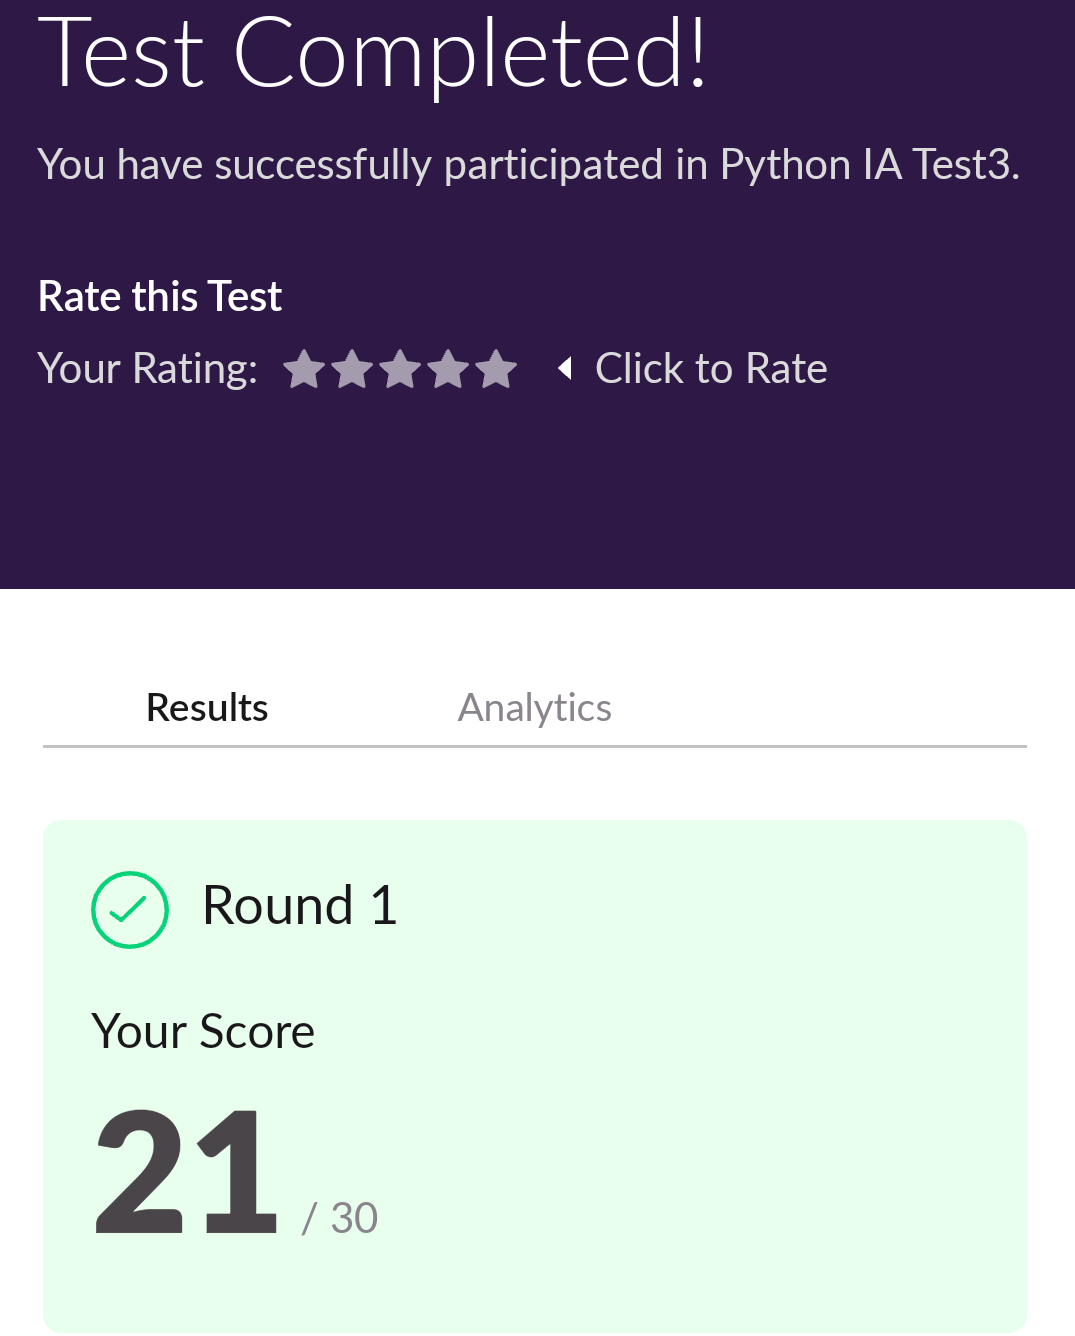 Test Completed!
You have successfully participated in Python IA Test3.
Rate this Test
Your Rating: Click to Rate
Results Analytics
Round 1
Your Score
21 / 30